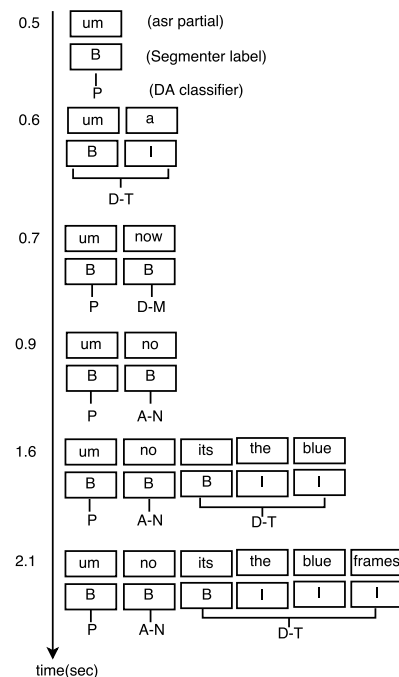 0.5 um (asr partial)
B (Segmenter label)
P (DA classifier)
0.6 um a
B I
D-T
0.7 um now
B B
P D-M
0.9 um no
B B
P A-N
1.6 um no its the blue
B B B I I
P A-N D-T
2.1 um no its the blue frames
B B B I I I
P A-N D-T
time(sec)